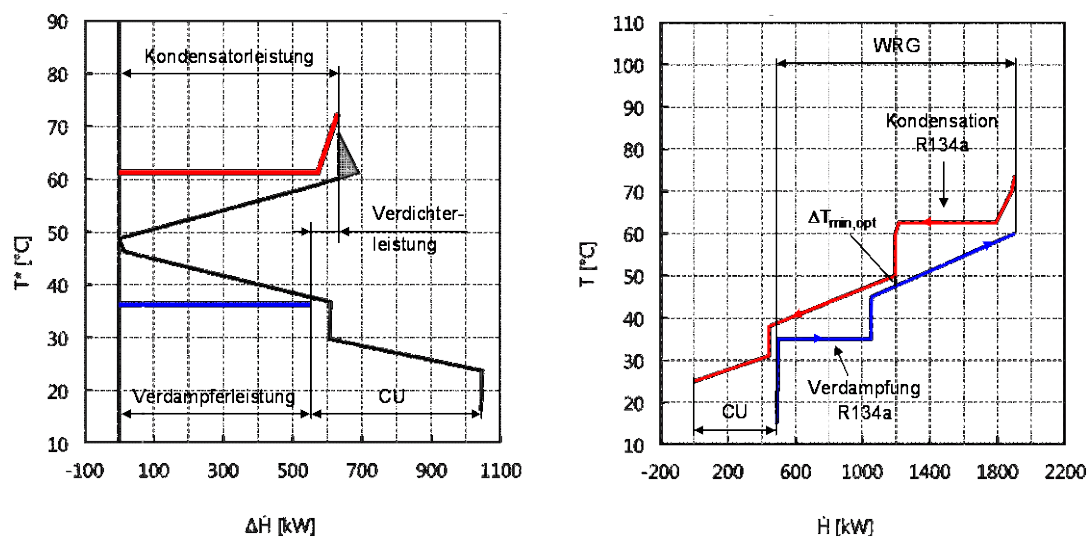 90
80
70
60
50
40
30
20
10
T* [°C]
-100 100 300 500 700 900 1100
ΔḢ [kW]
Kondensatorleistung
Verdichter-
leistung
Verdampferleistung
CU
110
100
90
80
70
60
50
40
30
20
10
T [°C]
-200 200 600 1000 1400 1800 2200
Ḣ [kW]
WRG
Kondensation
R134a
ΔTmin,opt
Verdampfung
R134a
CU